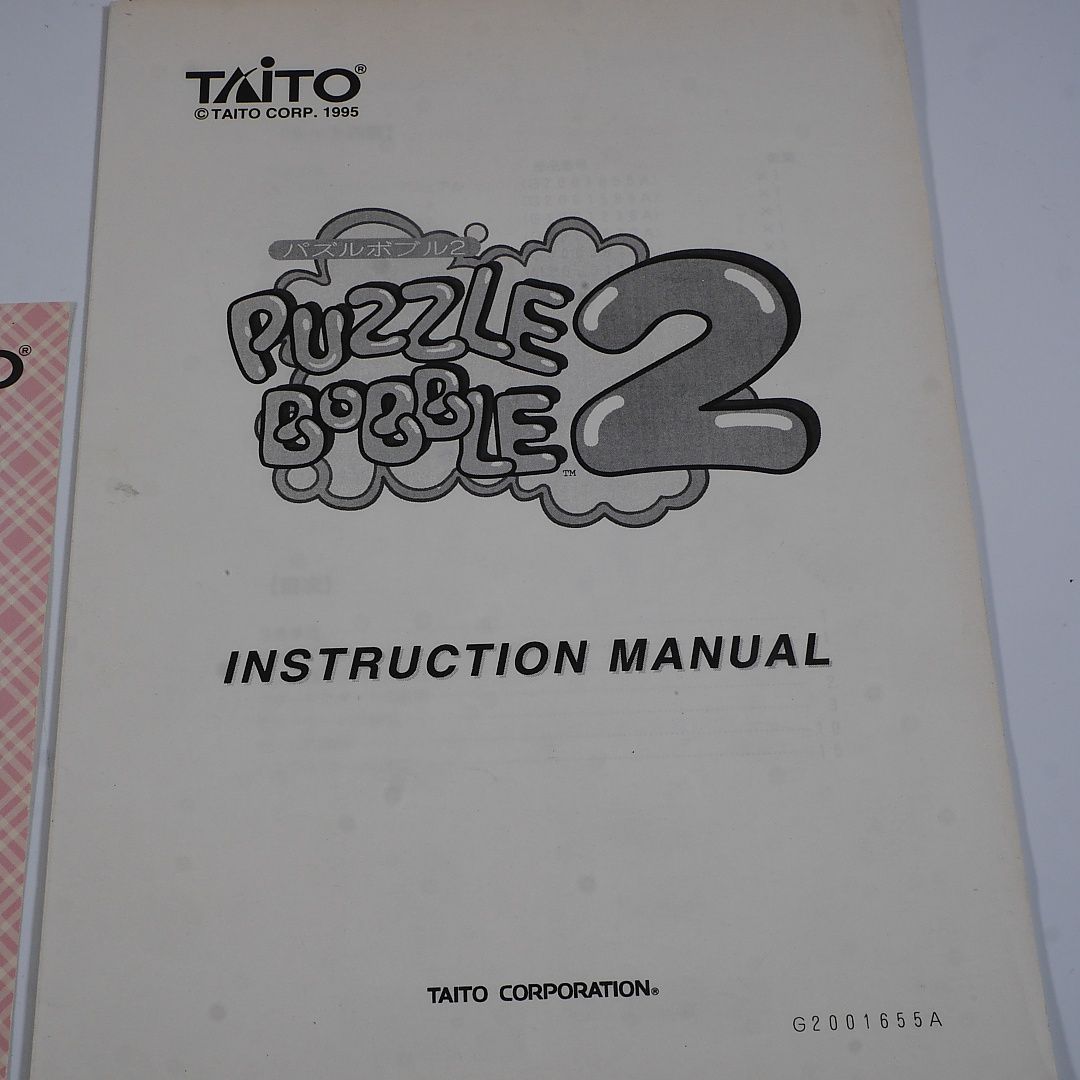 TAITO®
© TAITO CORP. 1995
パズルボブル2
PUZZLE
BOBBLE 2
™
INSTRUCTION MANUAL
TAITO CORPORATION®
G2001655A
O®